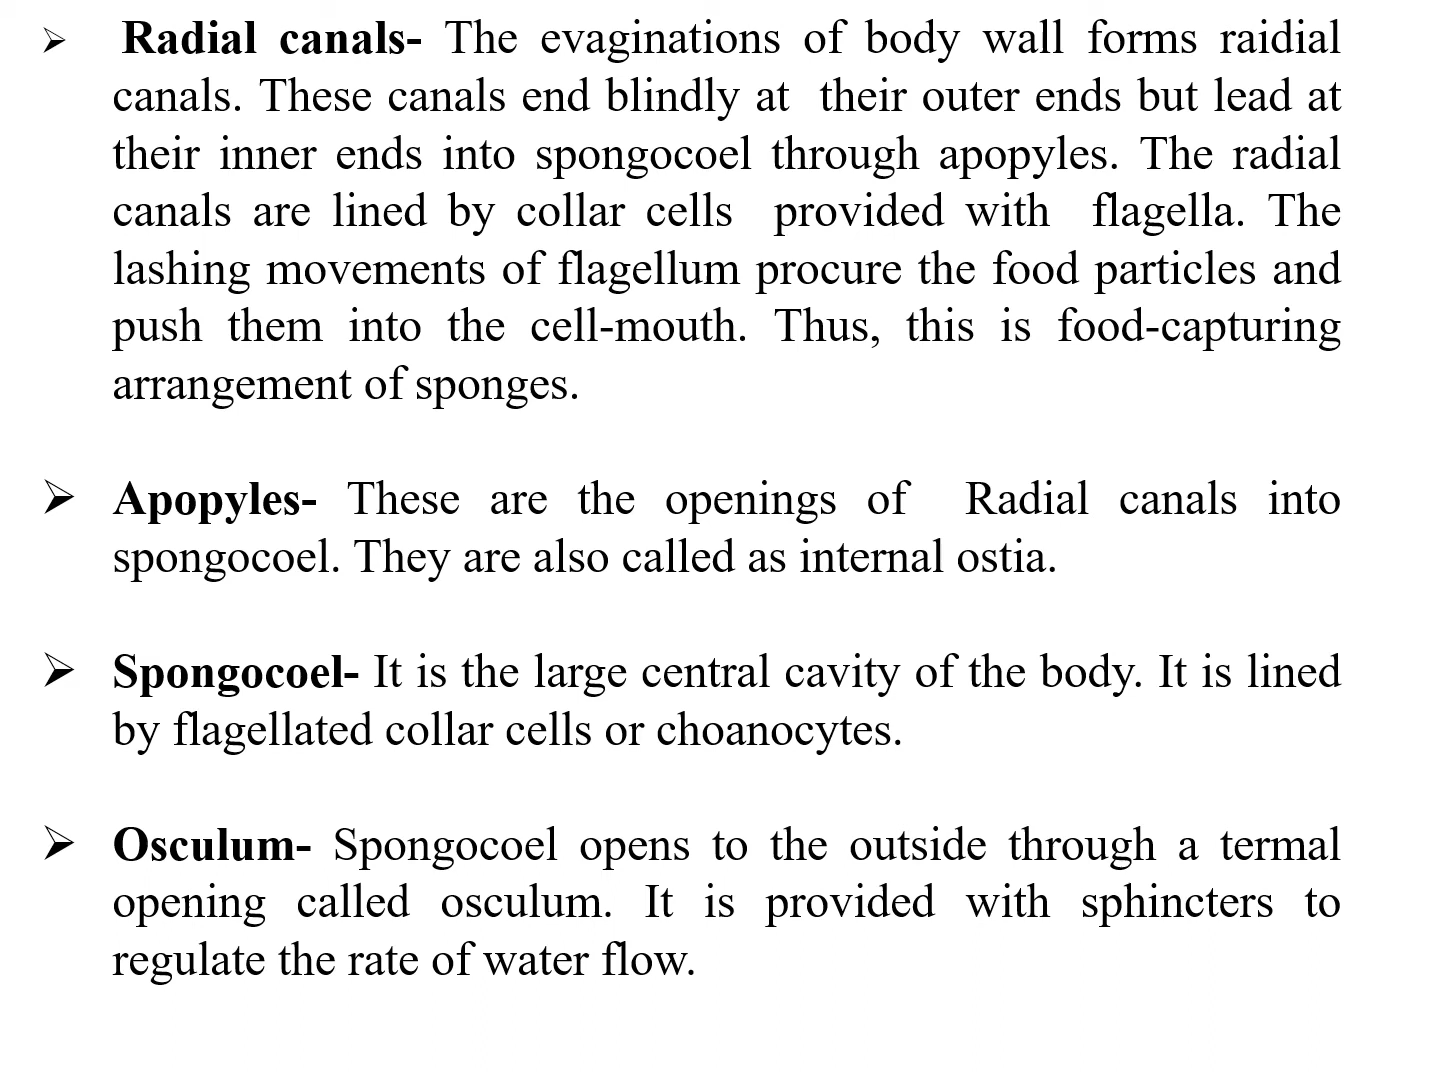 ➢ Radial canals- The evaginations of body wall forms raidial
canals. These canals end blindly at their outer ends but lead at
their inner ends into spongocoel through apopyles. The radial
canals are lined by collar cells provided with flagella. The
lashing movements of flagellum procure the food particles and
push them into the cell-mouth. Thus, this is food-capturing
arrangement of sponges.
➢ Apopyles- These are the openings of Radial canals into
spongocoel. They are also called as internal ostia.
➢ Spongocoel- It is the large central cavity of the body. It is lined
by flagellated collar cells or choanocytes.
➢ Osculum- Spongocoel opens to the outside through a termal
opening called osculum. It is provided with sphincters to
regulate the rate of water flow.